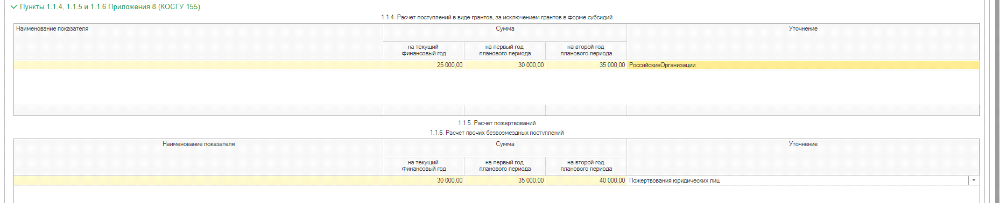 Пункты 1.1.4, 1.1.5 и 1.1.6 Приложения 8 (КОСГУ 155)
1.1.4. Расчет поступлений в виде грантов, за исключением грантов в форме субсидий
Наименование показателя Сумма Уточнение
на текущий финансовый год на первый год планового периода на второй год планового периода
25 000,00 30 000,00 35 000,00 РоссийскиеОрганизации
1.1.5. Расчет пожертвований
1.1.6. Расчет прочих безвозмездных поступлений
Наименование показателя Сумма Уточнение
на текущий финансовый год на первый год планового периода на второй год планового периода
30 000,00 35 000,00 40 000,00 Пожертвования юридических лиц